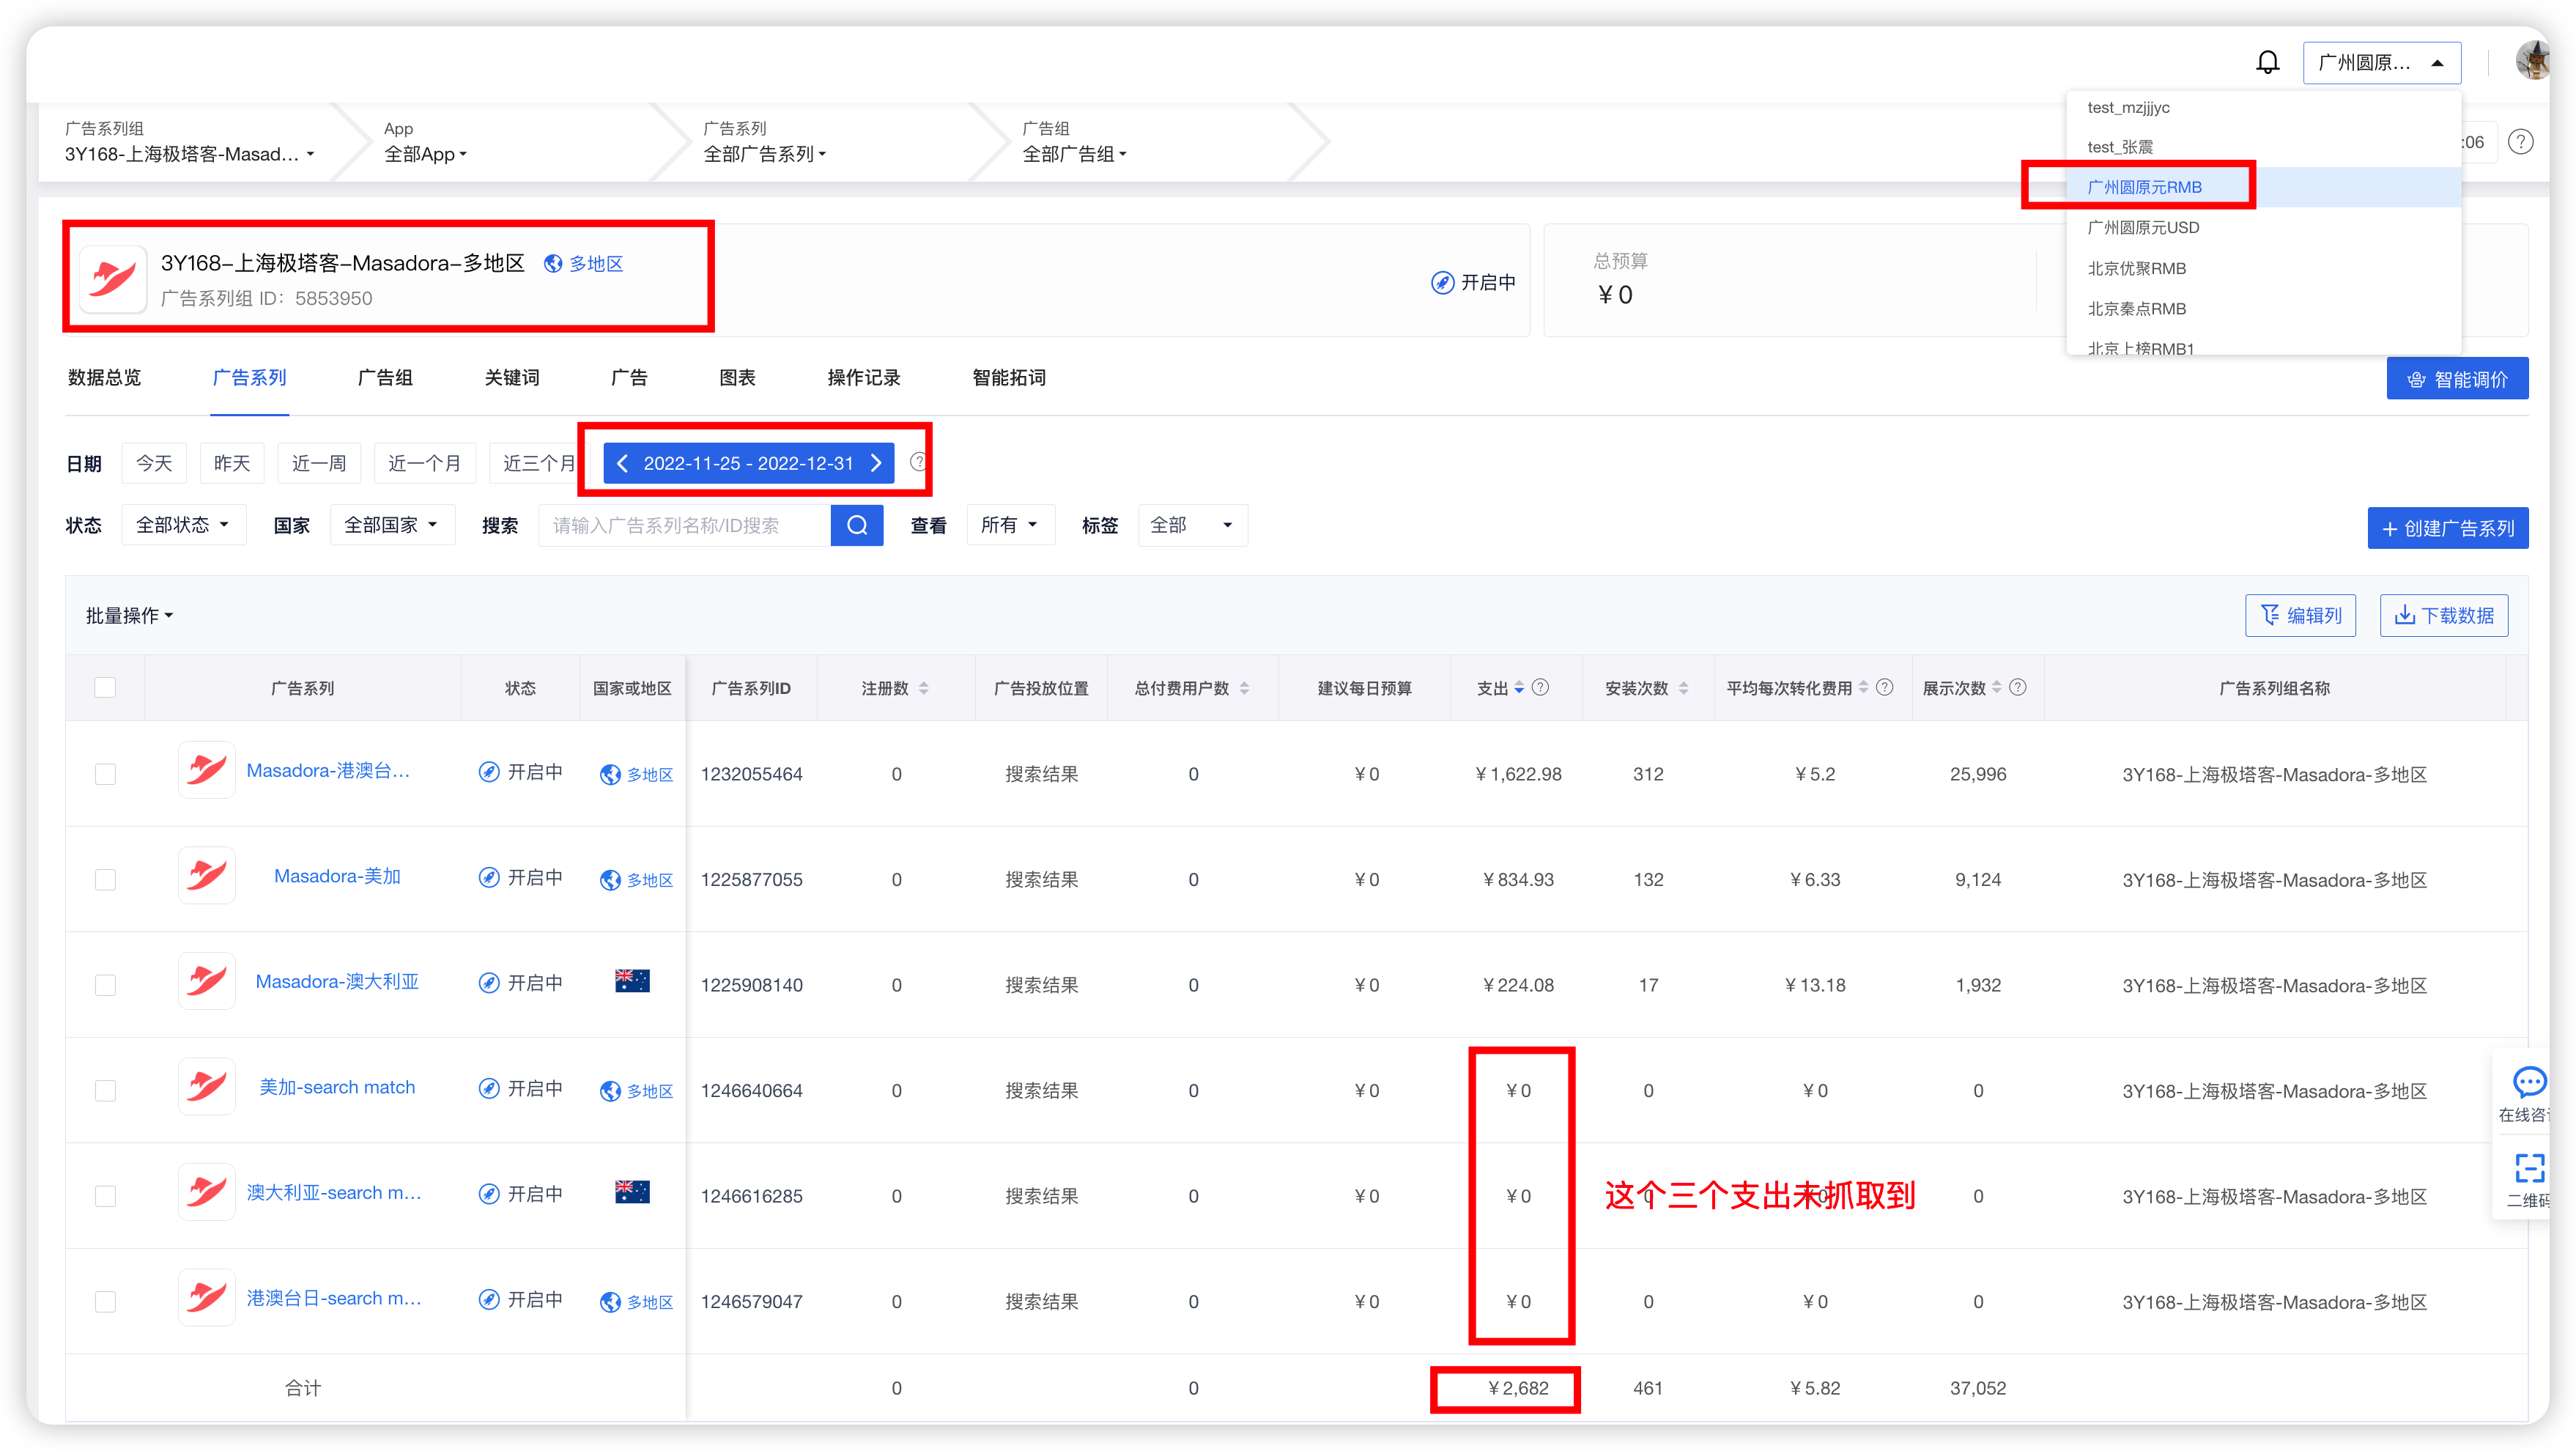 广州圆原...
广告系列组
3Y168-上海极塔客-Masad...
App
全部App
广告系列
全部广告系列
广告组
全部广告组
:06
test_mzjjjyc
test_张震
广州圆原元RMB
广州圆原元USD
北京优聚RMB
北京秦点RMB
北京上榜RMB1
3Y168-上海极塔客-Masadora-多地区 多地区
广告系列组 ID: 5853950
开启中
总预算
¥0
数据总览 广告系列 广告组 关键词 广告 图表 操作记录 智能拓词
智能调价
日期 今天 昨天 近一周 近一个月 近三个月 2022-11-25 - 2022-12-31
状态 全部状态 国家 全部国家 搜索 请输入广告系列名称/ID搜索 查看 所有 标签 全部
+ 创建广告系列
批量操作 编辑列 下载数据
广告系列 状态 国家或地区 广告系列ID 注册数 广告投放位置 总付费用户数 建议每日预算 支出 安装次数 平均每次转化费用 展示次数 广告系列组名称
Masadora-港澳台... 开启中 多地区 1232055464 0 搜索结果 0 ¥0 ¥1,622.98 312 ¥5.2 25,996 3Y168-上海极塔客-Masadora-多地区
Masadora-美加 开启中 多地区 1225877055 0 搜索结果 0 ¥0 ¥834.93 132 ¥6.33 9,124 3Y168-上海极塔客-Masadora-多地区
Masadora-澳大利亚 开启中 1225908140 0 搜索结果 0 ¥0 ¥224.08 17 ¥13.18 1,932 3Y168-上海极塔客-Masadora-多地区
美加-search match 开启中 多地区 1246640664 0 搜索结果 0 ¥0 ¥0 0 ¥0 0 3Y168-上海极塔客-Masadora-多地区
澳大利亚-search m... 开启中 1246616285 0 搜索结果 0 ¥0 ¥0 0 ¥0 0 3Y168-上海极塔客-Masadora-多地区
这个三个支出未抓取到
港澳台日-search m... 开启中 多地区 1246579047 0 搜索结果 0 ¥0 ¥0 0 ¥0 0 3Y168-上海极塔客-Masadora-多地区
合计 0 0 ¥2,682 461 ¥5.82 37,052
在线咨
二维码